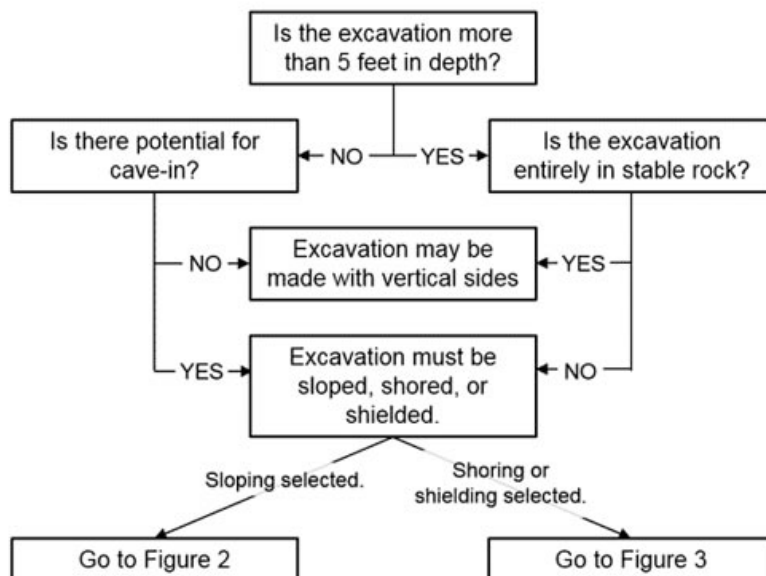 Is the excavation more
than 5 feet in depth?
Is there potential for
cave-in?
NO
YES
Is the excavation
entirely in stable rock?
NO
Excavation may be
made with vertical sides
YES
YES
Excavation must be
sloped, shored, or
shielded.
NO
Sloping selected.
Shoring or
shielding selected.
Go to Figure 2
Go to Figure 3